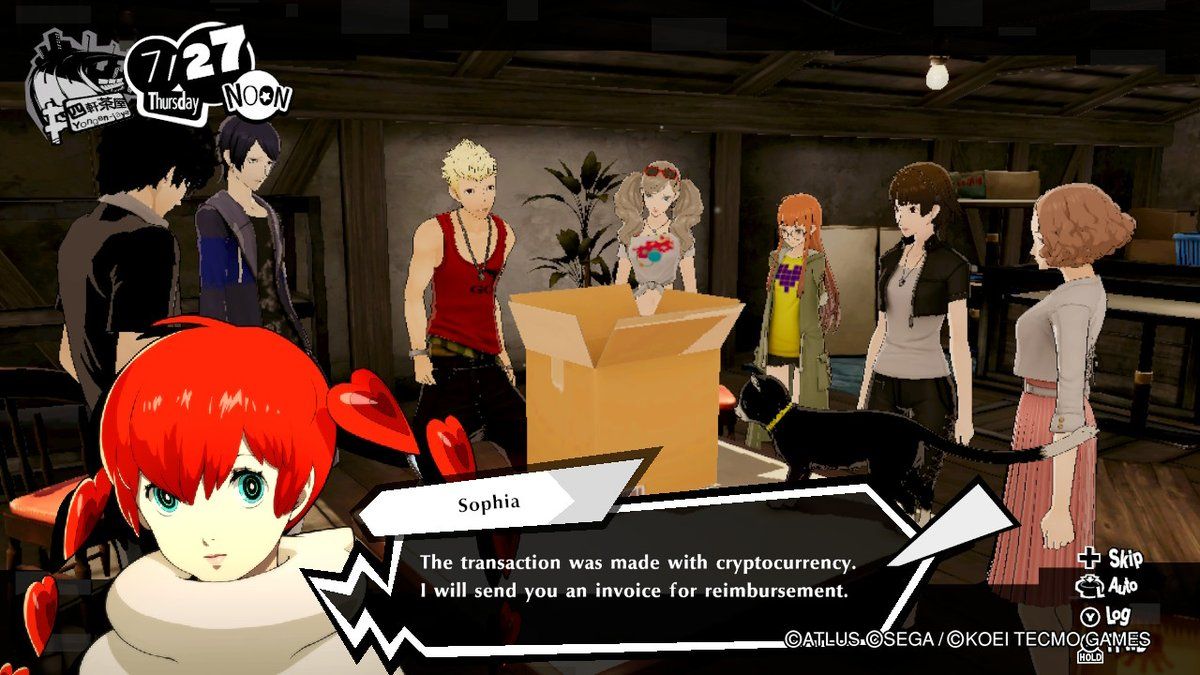 7/27
Thursday
NOON
四軒茶屋
Yongen-jaya
Sophia
The transaction was made with cryptocurrency.
I will send you an invoice for reimbursement.
Skip
Auto
Y Log
HOLD
©ATLUS ©SEGA / ©KOEI TECMO GAMES